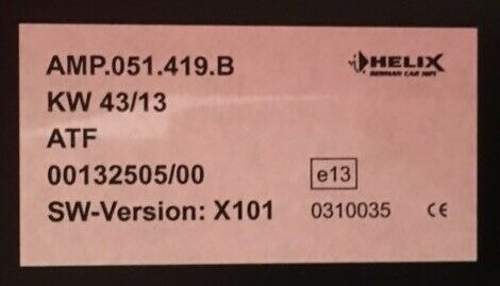 AMP.051.419.B
HELIX
GERMAN CAR HIFI
KW 43/13
ATF
00132505/00
e13
SW-Version: X101
0310035 CE